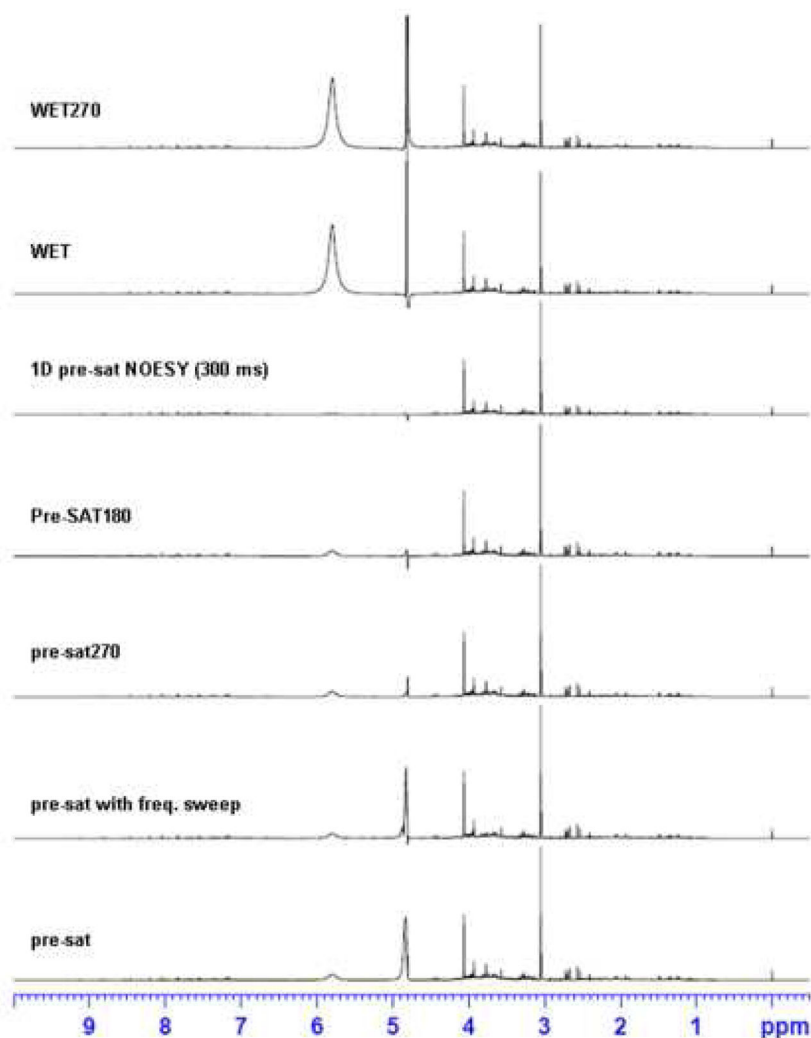 WET270
WET
1D pre-sat NOESY (300 ms)
Pre-SAT180
pre-sat270
pre-sat with freq. sweep
pre-sat
9 8 7 6 5 4 3 2 1 ppm